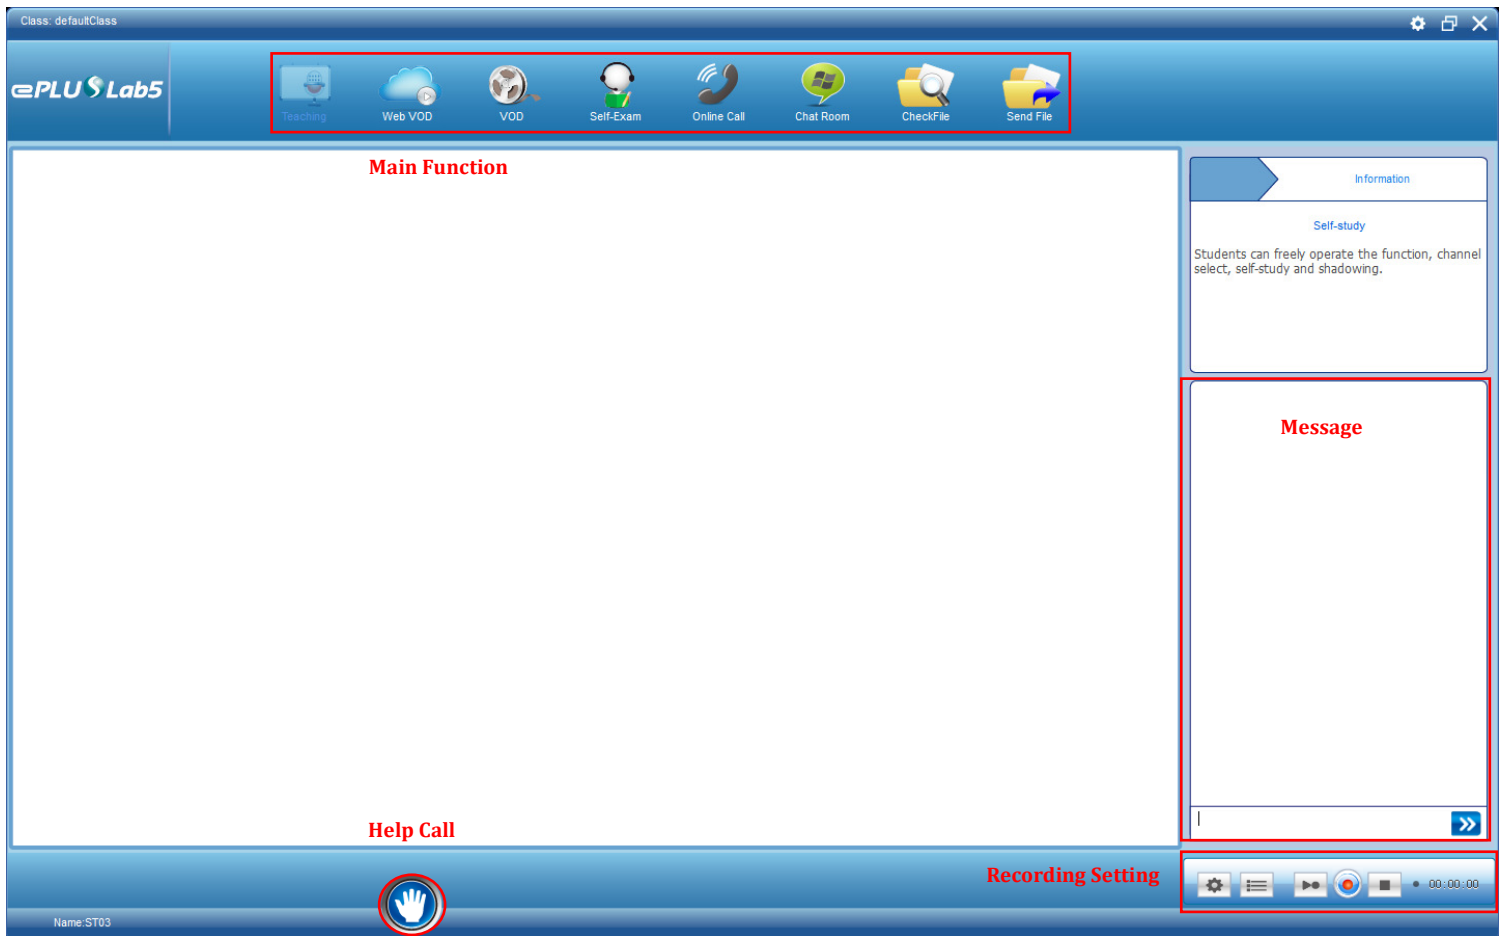 Class: defaultClass
ePLUSLab5
Teaching
Web VOD
VOD
Self-Exam
Online Call
Chat Room
CheckFile
Send File
Main Function
Information
Self-study
Students can freely operate the function, channel
select, self-study and shadowing.
Message
Help Call
Recording Setting
00:00:00
Name:ST03